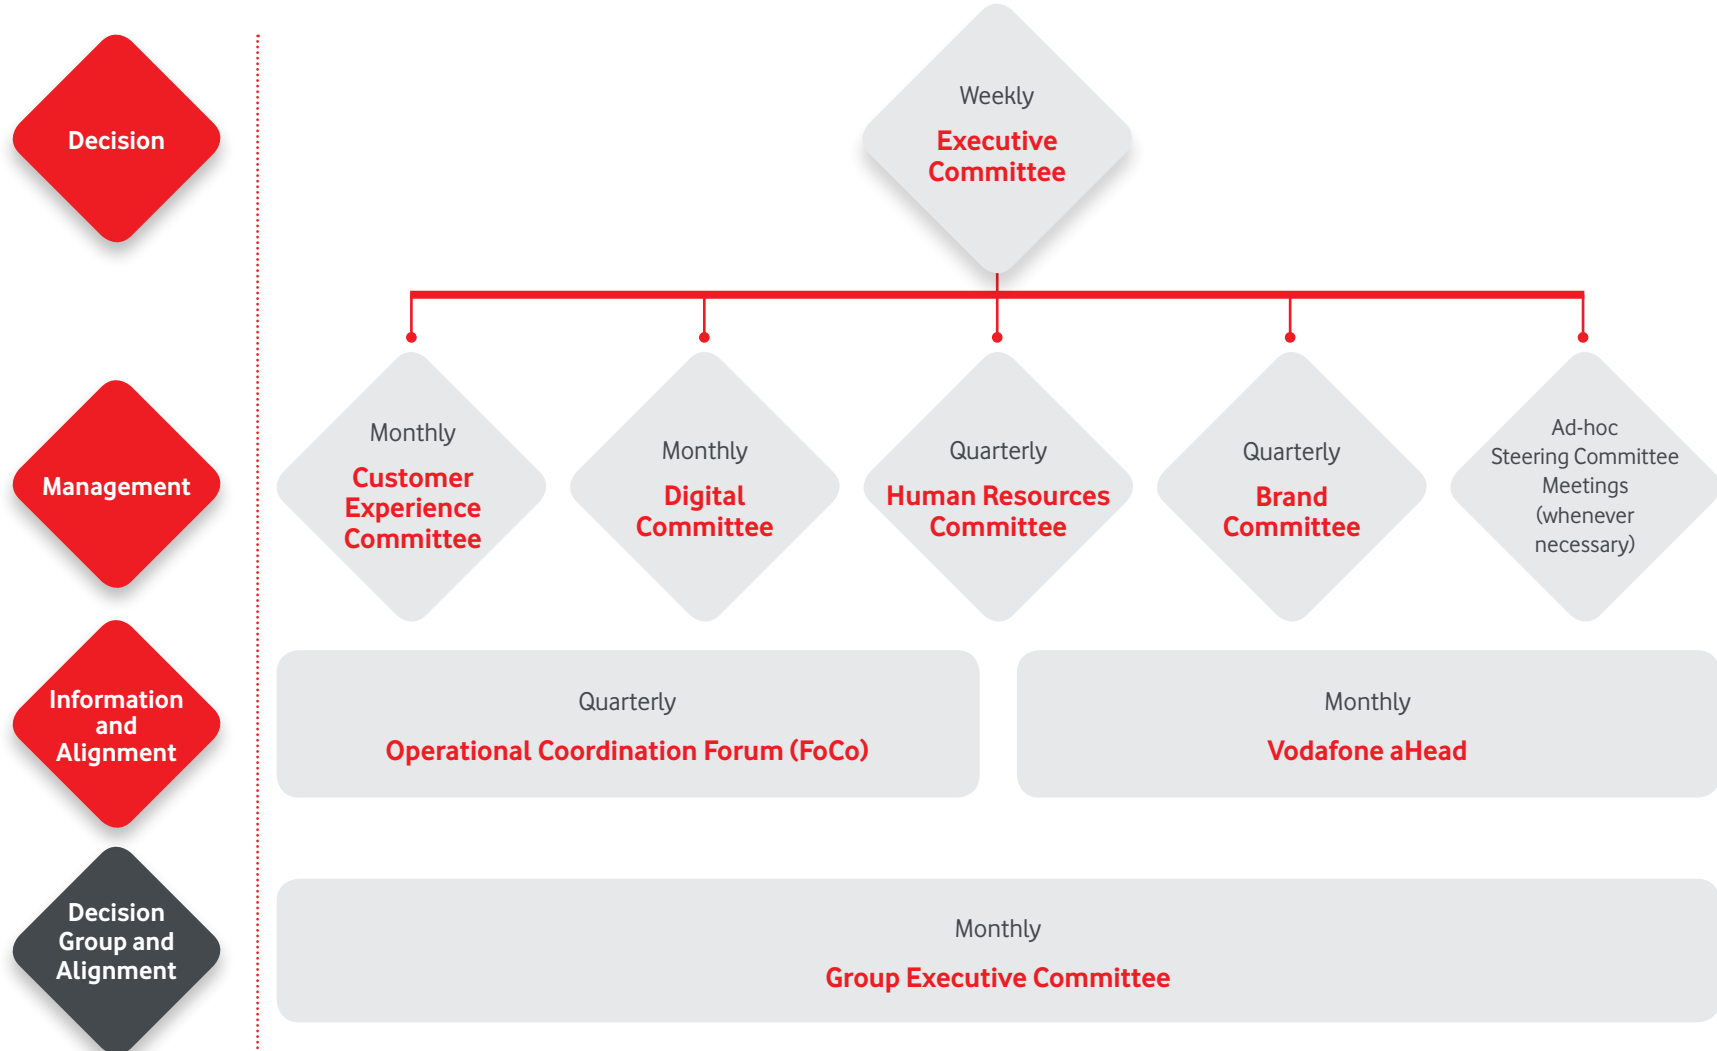 Decision
Weekly
Executive
Committee
Management
Monthly
Customer
Experience
Committee
Monthly
Digital
Committee
Quarterly
Human Resources
Committee
Quarterly
Brand
Committee
Ad-hoc
Steering Committee
Meetings
(whenever
necessary)
Information
and
Alignment
Quarterly
Operational Coordination Forum (FoCo)
Monthly
Vodafone aHead
Decision
Group and
Alignment
Monthly
Group Executive Committee